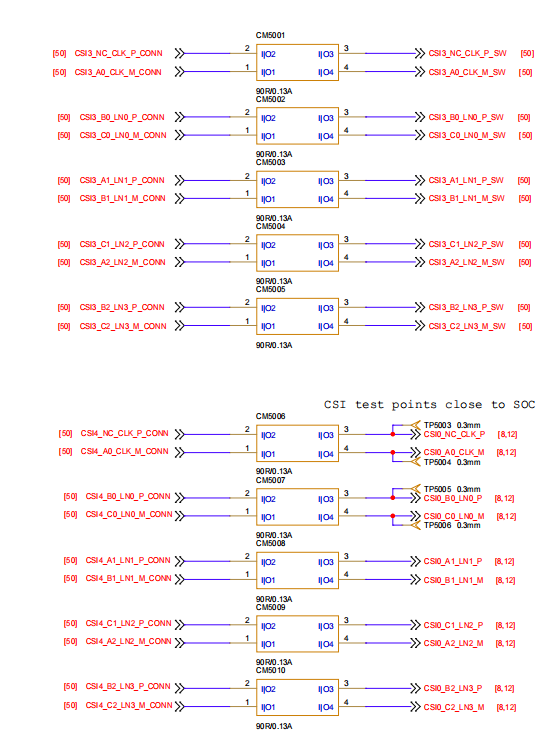 CM5001
[50] CSI3_NC_CLK_P_CONN 2 I|O2 I|O3 3 CSI3_NC_CLK_P_SW [50]
[50] CSI3_A0_CLK_M_CONN 1 I|O1 I|O4 4 CSI3_A0_CLK_M_SW [50]
90R/0.13A
CM5002
[50] CSI3_B0_LN0_P_CONN 2 I|O2 I|O3 3 CSI3_B0_LN0_P_SW [50]
[50] CSI3_C0_LN0_M_CONN 1 I|O1 I|O4 4 CSI3_C0_LN0_M_SW [50]
90R/0.13A
CM5003
[50] CSI3_A1_LN1_P_CONN 2 I|O2 I|O3 3 CSI3_A1_LN1_P_SW [50]
[50] CSI3_B1_LN1_M_CONN 1 I|O1 I|O4 4 CSI3_B1_LN1_M_SW [50]
90R/0.13A
CM5004
[50] CSI3_C1_LN2_P_CONN 2 I|O2 I|O3 3 CSI3_C1_LN2_P_SW [50]
[50] CSI3_A2_LN2_M_CONN 1 I|O1 I|O4 4 CSI3_A2_LN2_M_SW [50]
90R/0.13A
CM5005
[50] CSI3_B2_LN3_P_CONN 2 I|O2 I|O3 3 CSI3_B2_LN3_P_SW [50]
[50] CSI3_C2_LN3_M_CONN 1 I|O1 I|O4 4 CSI3_C2_LN3_M_SW [50]
90R/0.13A
CSI test points close to SOC
CM5006
TP5003 0.3mm
[50] CSI4_NC_CLK_P_CONN 2 I|O2 I|O3 3 CSI0_NC_CLK_P [8,12]
[50] CSI4_A0_CLK_M_CONN 1 I|O1 I|O4 4 CSI0_A0_CLK_M [8,12]
TP5004 0.3mm
90R/0.13A
CM5007
TP5005 0.3mm
[50] CSI4_B0_LN0_P_CONN 2 I|O2 I|O3 3 CSI0_B0_LN0_P [8,12]
[50] CSI4_C0_LN0_M_CONN 1 I|O1 I|O4 4 CSI0_C0_LN0_M [8,12]
TP5006 0.3mm
90R/0.13A
CM5008
[50] CSI4_A1_LN1_P_CONN 2 I|O2 I|O3 3 CSI0_A1_LN1_P [8,12]
[50] CSI4_B1_LN1_M_CONN 1 I|O1 I|O4 4 CSI0_B1_LN1_M [8,12]
90R/0.13A
CM5009
[50] CSI4_C1_LN2_P_CONN 2 I|O2 I|O3 3 CSI0_C1_LN2_P [8,12]
[50] CSI4_A2_LN2_M_CONN 1 I|O1 I|O4 4 CSI0_A2_LN2_M [8,12]
90R/0.13A
CM5010
[50] CSI4_B2_LN3_P_CONN 2 I|O2 I|O3 3 CSI0_B2_LN3_P [8,12]
[50] CSI4_C2_LN3_M_CONN 1 I|O1 I|O4 4 CSI0_C2_LN3_M [8,12]
90R/0.13A